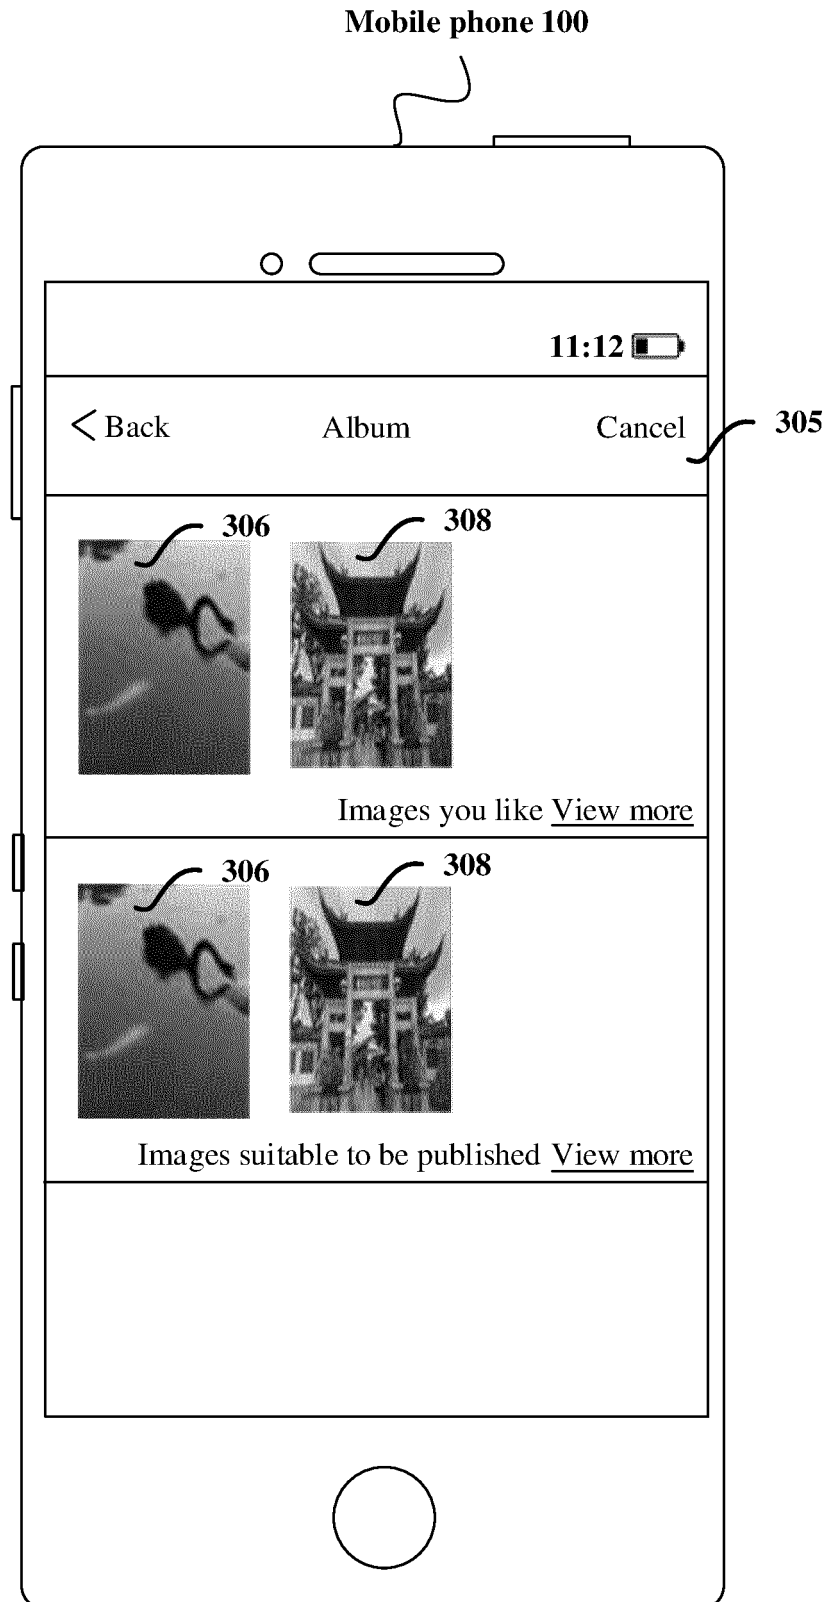 Mobile phone 100
11:12
< Back Album Cancel
305
306 308
Images you like View more
306 308
Images suitable to be published View more